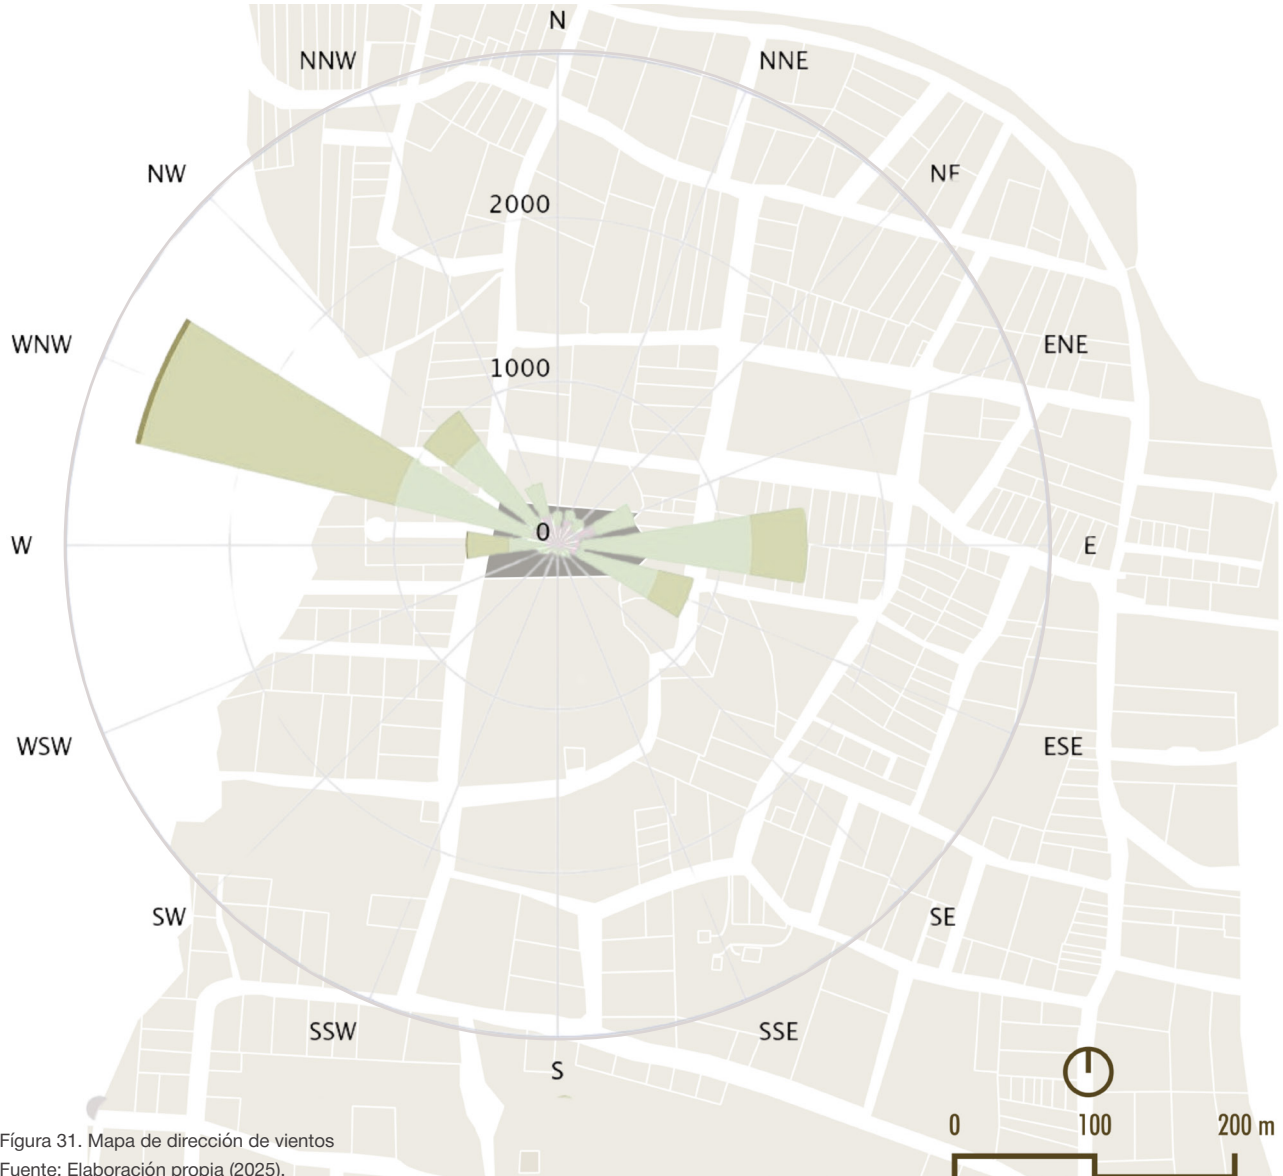 N
NNW
NNE
NW
NE
2000
WNW
ENE
1000
0
W
E
WSW
ESE
SW
SE
SSW
SSE
S
0 100 200 m
Fígura 31. Mapa de dirección de vientos
Fuente: Elaboración propia (2025).